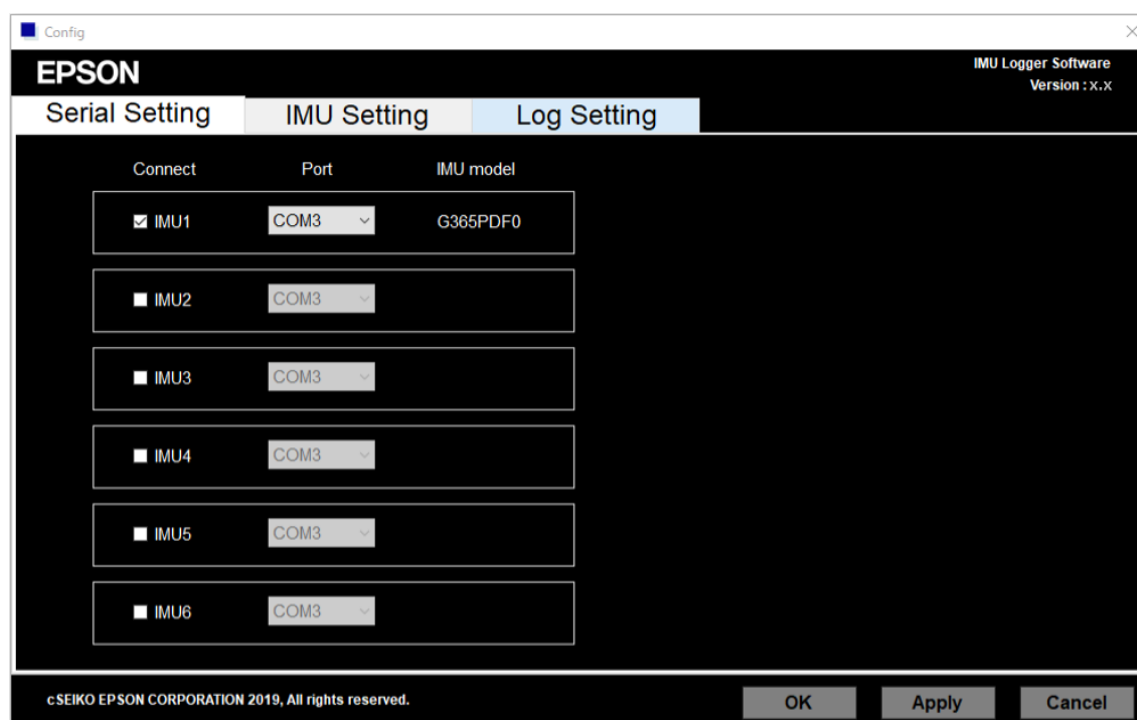 Config
EPSON
IMU Logger Software
Version : x.x
Serial Setting IMU Setting Log Setting
Connect Port IMU model
IMU1 COM3 G365PDF0
IMU2 COM3
IMU3 COM3
IMU4 COM3
IMU5 COM3
IMU6 COM3
cSEIKO EPSON CORPORATION 2019, All rights reserved.
OK Apply Cancel